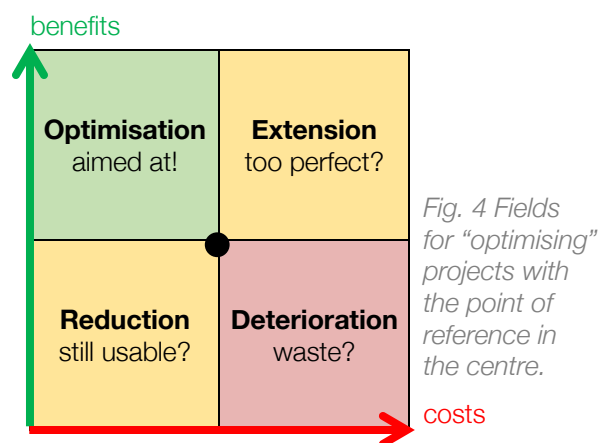 benefits
Optimisation
aimed at!
Extension
too perfect?
Reduction
still usable?
Deterioration
waste?
costs
Fig. 4 Fields
for “optimising”
projects with
the point of
reference in
the centre.